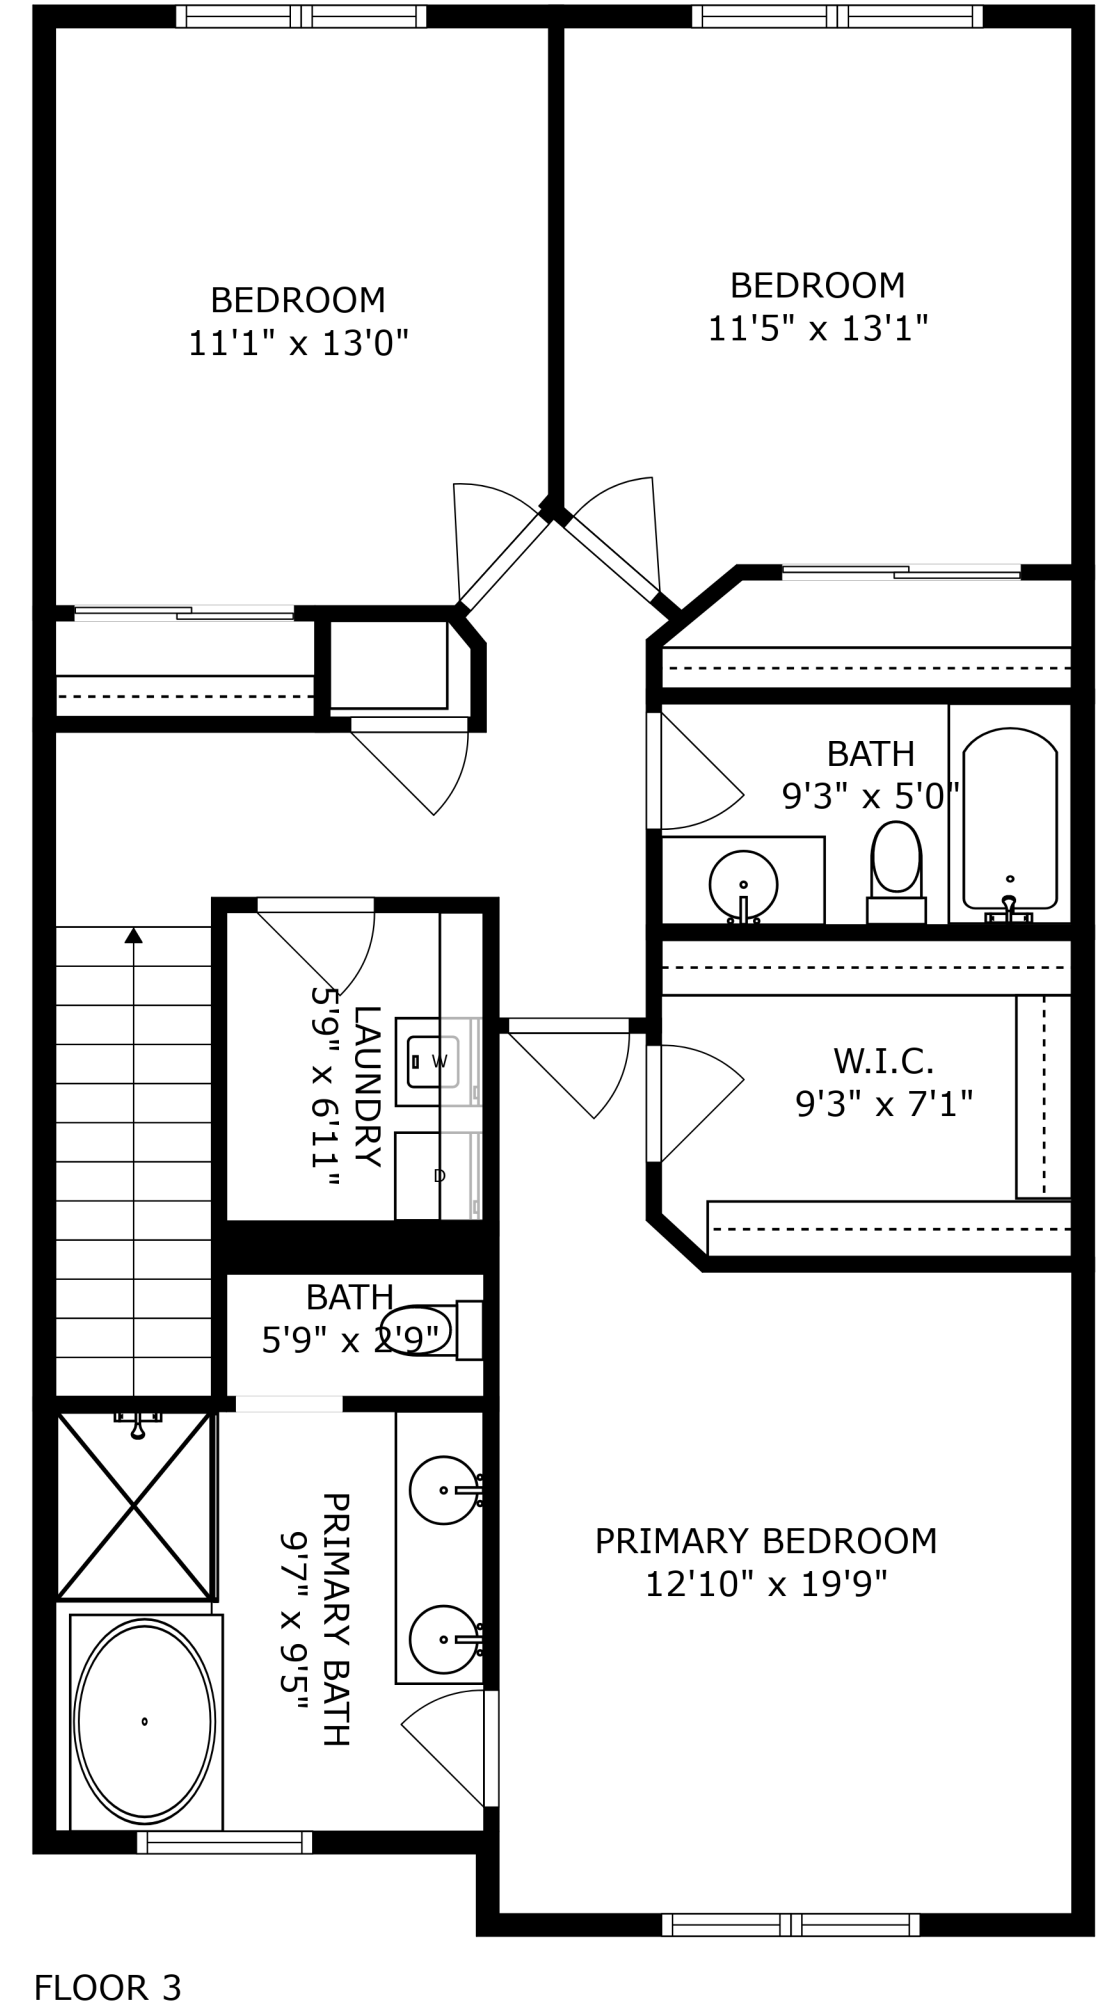 BEDROOM
11'1" x 13'0"
BEDROOM
11'5" x 13'1"
BATH
9'3" x 5'0"
LAUNDRY
5'9" x 6'11"
W
D
W.I.C.
9'3" x 7'1"
BATH
5'9" x 2'9"
PRIMARY BATH
9'7" x 9'5"
PRIMARY BEDROOM
12'10" x 19'9"
FLOOR 3